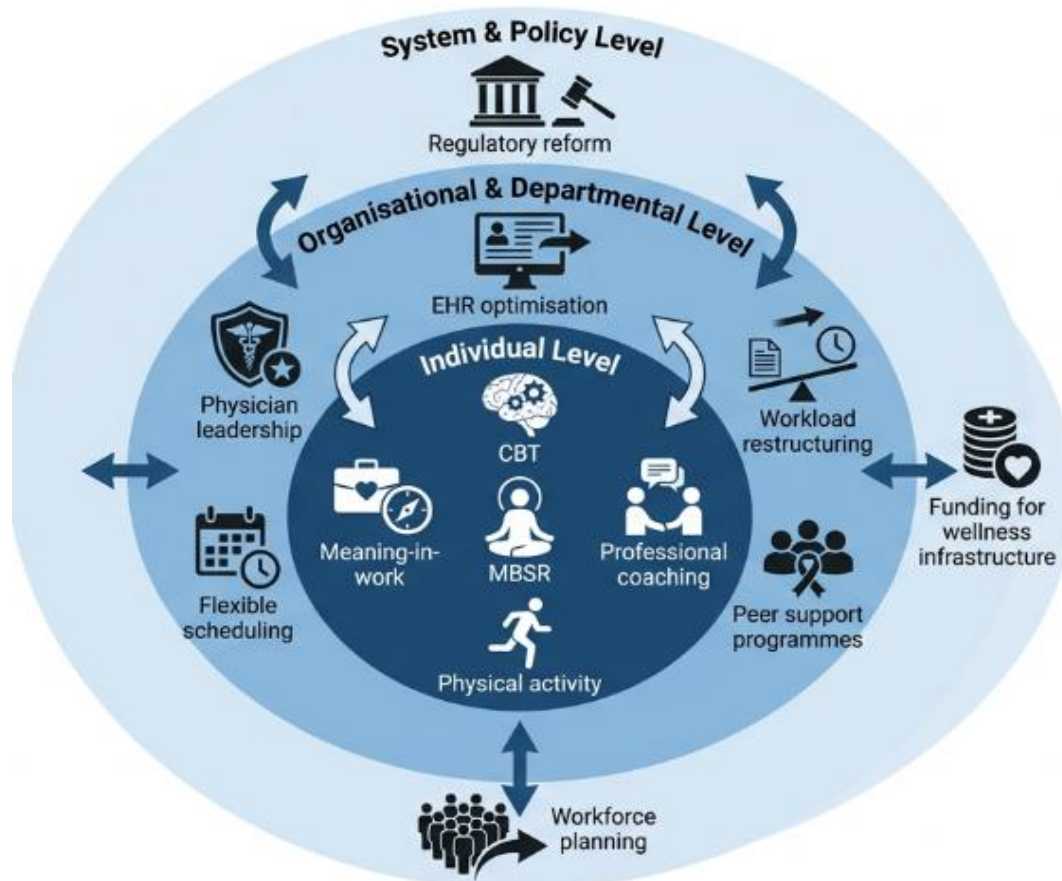 System & Policy Level
Regulatory reform
Organisational & Departmental Level
EHR optimisation
Physician
leadership
Workload
restructuring
Flexible
scheduling
Peer support
programmes
Individual Level
CBT
Meaning-in-
work
MBSR
Professional
coaching
Physical activity
Funding for
wellness
infrastructure
Workforce
planning